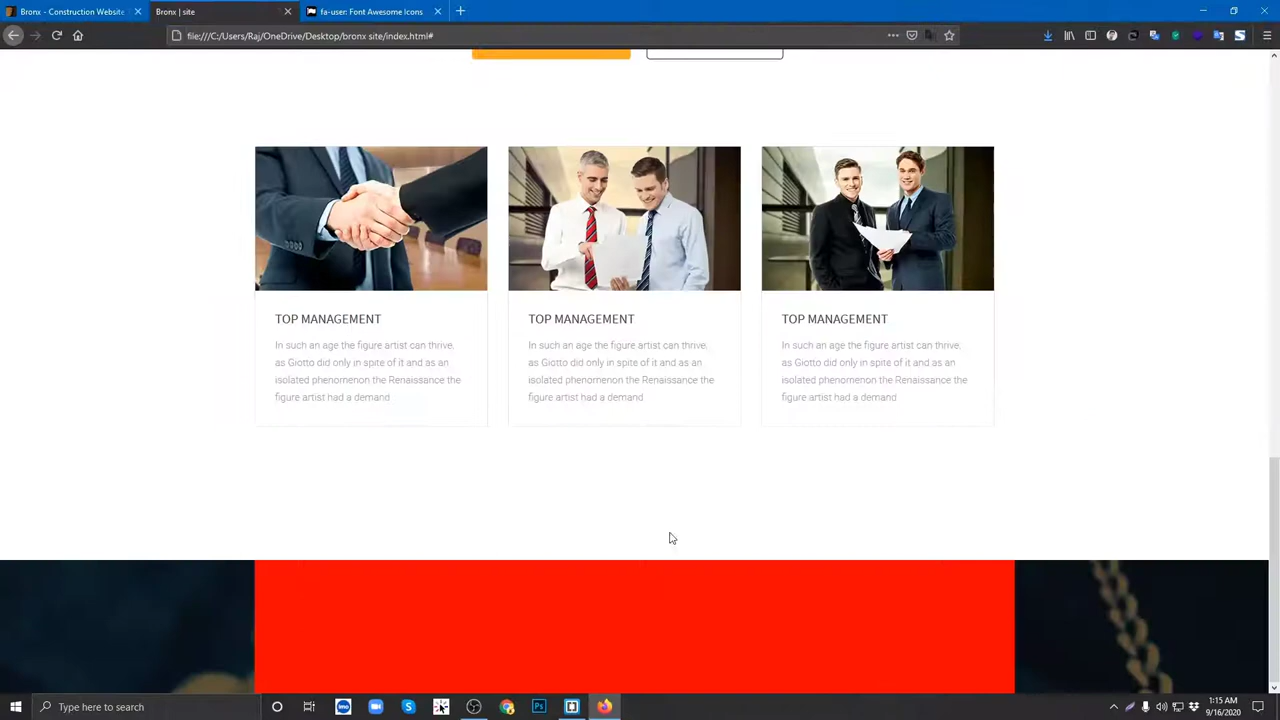 Bronx - Construction Website
Bronx | site
fa-user: Font Awesome Icons
file:///C:/Users/Raj/OneDrive/Desktop/bronx site/index.html#
TOP MANAGEMENT
In such an age the figure artist can thrive,
as Giotto did only in spite of it and as an
isolated phenomenon the Renaissance the
figure artist had a demand
TOP MANAGEMENT
In such an age the figure artist can thrive,
as Giotto did only in spite of it and as an
isolated phenomenon the Renaissance the
figure artist had a demand
TOP MANAGEMENT
In such an age the figure artist can thrive,
as Giotto did only in spite of it and as an
isolated phenomenon the Renaissance the
figure artist had a demand
Type here to search
1:15 AM
9/16/2020